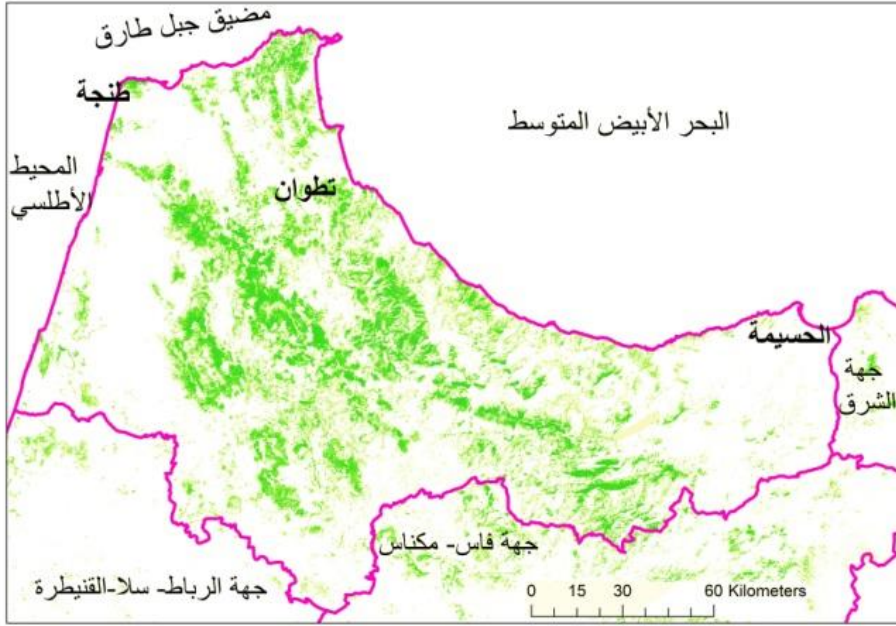 مضيق جبل طارق
طنجة
البحر الأبيض المتوسط
المحيط
الأطلسي
تطوان
الحسيمة
جهة
الشرق
جهة فاس- مكناس
جهة الرباط- سلا-القنيطرة
0 15 30 60 Kilometers